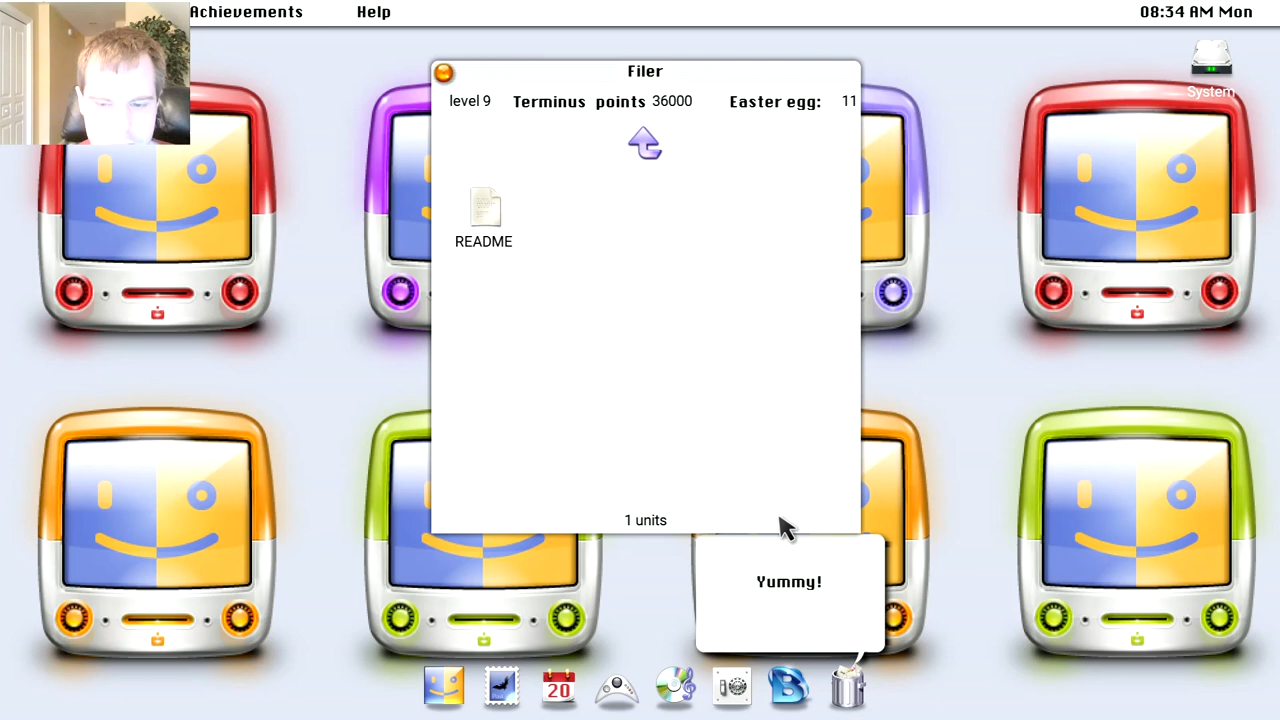 Achievements Help 08:34 AM Mon
Filer
level 9 Terminus points 36000 Easter egg: 11
System
README
1 units
Yummy!
20